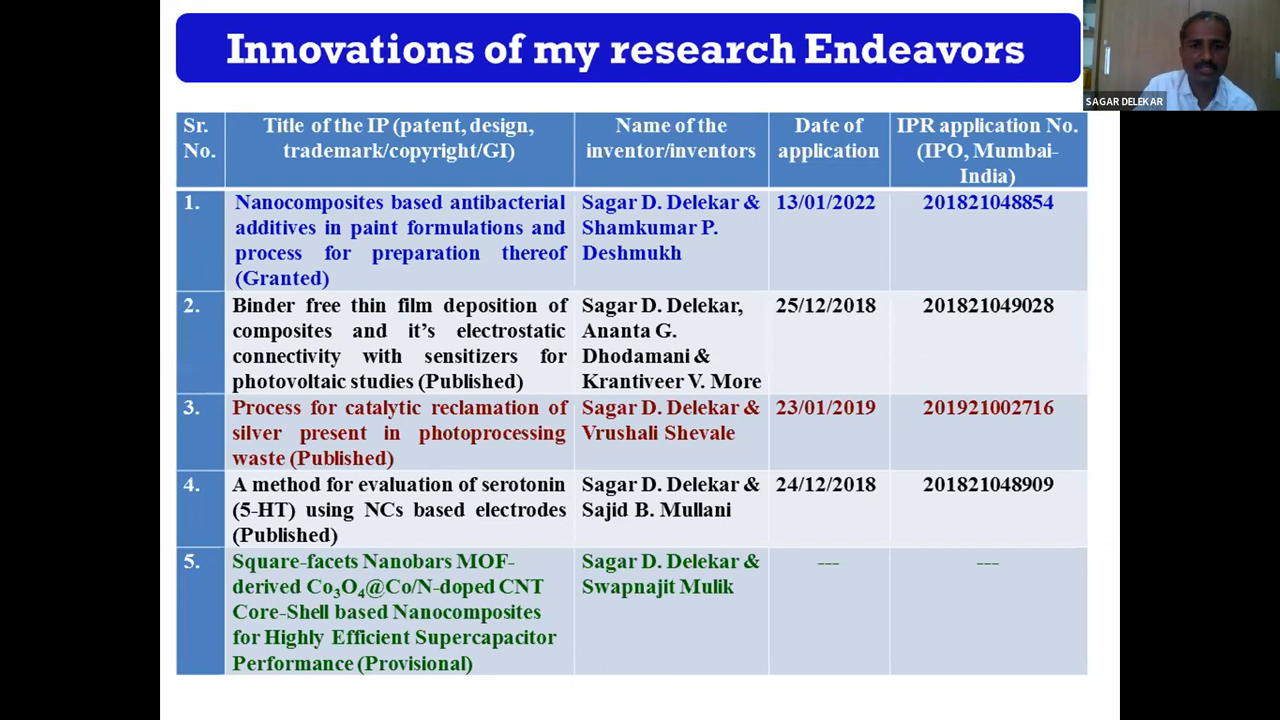 Innovations of my research Endeavors
SAGAR DELEKAR
Sr. No.
Title of the IP (patent, design, trademark/copyright/GI)
Name of the inventor/inventors
Date of application
IPR application No. (IPO, Mumbai-India)
1.
Nanocomposites based antibacterial
additives in paint formulations and
process for preparation thereof
(Granted)
Sagar D. Delekar &
Shamkumar P.
Deshmukh
13/01/2022
201821048854
2.
Binder free thin film deposition of
composites and it's electrostatic
connectivity with sensitizers for
photovoltaic studies (Published)
Sagar D. Delekar,
Ananta G.
Dhodamani &
Krantiveer V. More
25/12/2018
201821049028
3.
Process for catalytic reclamation of
silver present in photoprocessing
waste (Published)
Sagar D. Delekar &
Vrushali Shevale
23/01/2019
201921002716
4.
A method for evaluation of serotonin
(5-HT) using NCs based electrodes
(Published)
Sagar D. Delekar &
Sajid B. Mullani
24/12/2018
201821048909
5.
Square-facets Nanobars MOF-
derived Co₃O₄@Co/N-doped CNT
Core-Shell based Nanocomposites
for Highly Efficient Supercapacitor
Performance (Provisional)
Sagar D. Delekar &
Swapnajit Mulik
---
---